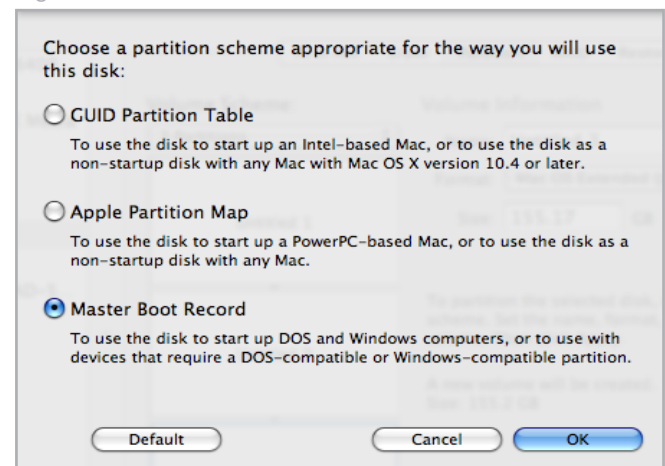 Choose a partition scheme appropriate for the way you will use
this disk:
GUID Partition Table
To use the disk to start up an Intel-based Mac, or to use the disk as a
non-startup disk with any Mac with Mac OS X version 10.4 or later.
Apple Partition Map
To use the disk to start up a PowerPC-based Mac, or to use the disk as a
non-startup disk with any Mac.
Master Boot Record
To use the disk to start up DOS and Windows computers, or to use with
devices that require a DOS-compatible or Windows-compatible partition.
Default
Cancel
OK